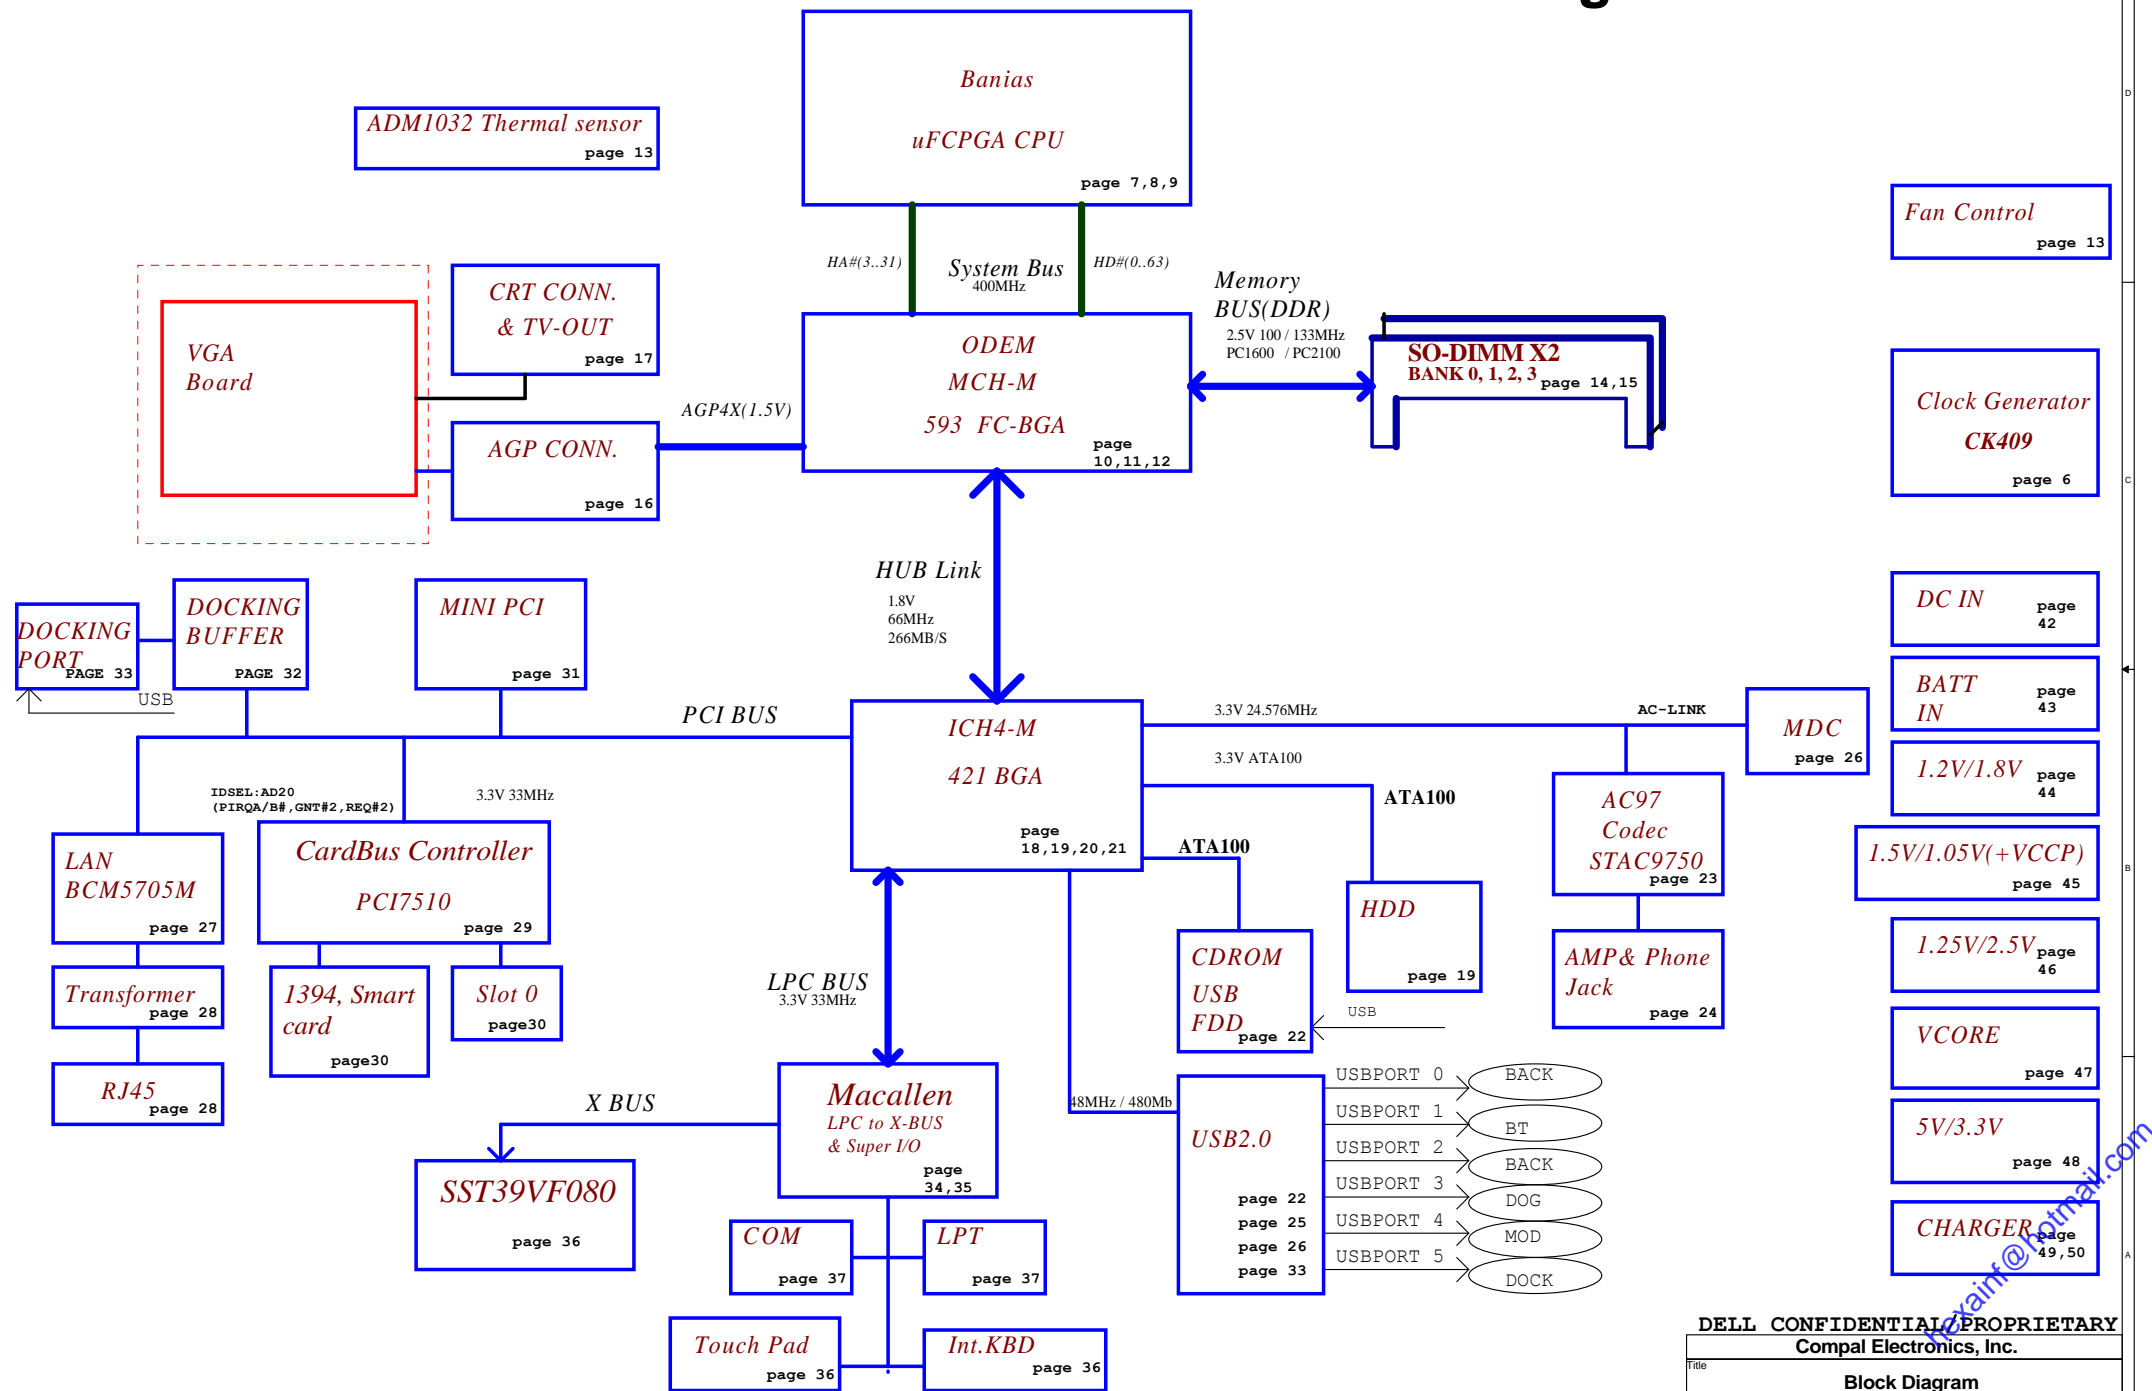 Banias
uFCPGA CPU
page 7,8,9
ADM1032 Thermal sensor
page 13
Fan Control
page 13
HA#(3..31)
System Bus
400MHz
HD#(0..63)
Memory
BUS(DDR)
2.5V 100 / 133MHz
PC1600 / PC2100
VGA
Board
CRT CONN.
& TV-OUT
page 17
AGP CONN.
page 16
AGP4X(1.5V)
ODEM
MCH-M
593 FC-BGA
page
10,11,12
SO-DIMM X2
BANK 0, 1, 2, 3
page 14,15
Clock Generator
CK409
page 6
HUB Link
1.8V
66MHz
266MB/S
DOCKING
PORT
PAGE 33
USB
DOCKING
BUFFER
PAGE 32
MINI PCI
page 31
PCI BUS
IDSEL:AD20
(PIRQA/B#,GNT#2,REQ#2)
3.3V 33MHz
ICH4-M
421 BGA
page
18,19,20,21
3.3V 24.576MHz
AC-LINK
MDC
page 26
3.3V ATA100
ATA100
ATA100
AC97
Codec
STAC9750
page 23
AMP& Phone
Jack
page 24
HDD
page 19
CDROM
USB
FDD
page 22
USB
LAN
BCM5705M
page 27
Transformer
page 28
RJ45
page 28
CardBus Controller
PCI7510
page 29
1394, Smart
card
page30
Slot 0
page30
LPC BUS
3.3V 33MHz
X BUS
Macallen
LPC to X-BUS
& Super I/O
page
34,35
SST39VF080
page 36
COM
page 37
LPT
page 37
Touch Pad
page 36
Int.KBD
page 36
48MHz / 480Mb
USB2.0
page 22
page 25
page 26
page 33
USBPORT 0
BACK
USBPORT 1
BT
USBPORT 2
BACK
USBPORT 3
DOG
USBPORT 4
MOD
USBPORT 5
DOCK
DC IN
page
42
BATT
IN
page
43
1.2V/1.8V
page
44
1.5V/1.05V(+VCCP)
page 45
1.25V/2.5V
page
46
VCORE
page 47
5V/3.3V
page 48
CHARGER
page
49,50
D
C
B
A
hexainf@hotmail.com
DELL CONFIDENTIAL/PROPRIETARY
Compal Electronics, Inc.
Title
Block Diagram